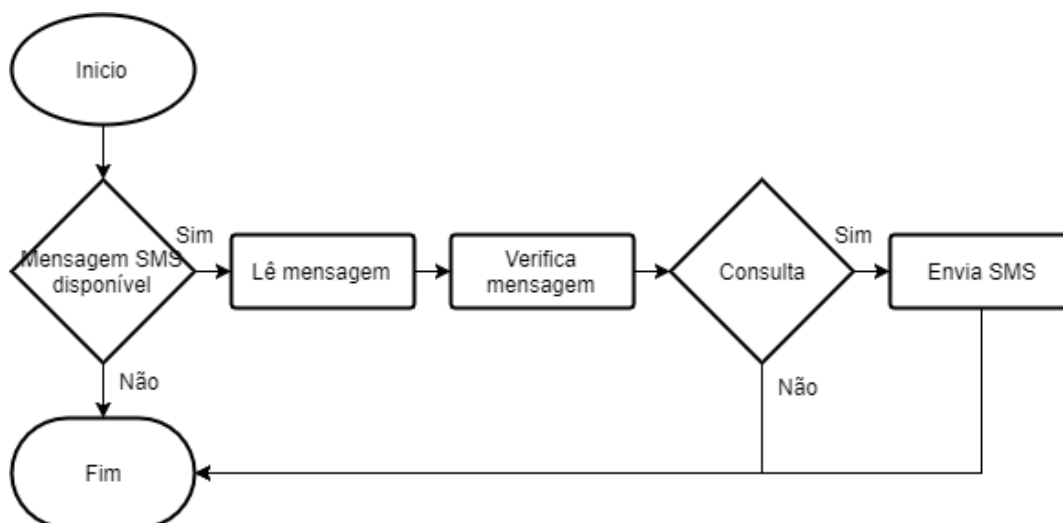 Inicio
Mensagem SMS
disponível
Sim
Lê mensagem
Verifica
mensagem
Consulta
Sim
Envia SMS
Não
Não
Fim